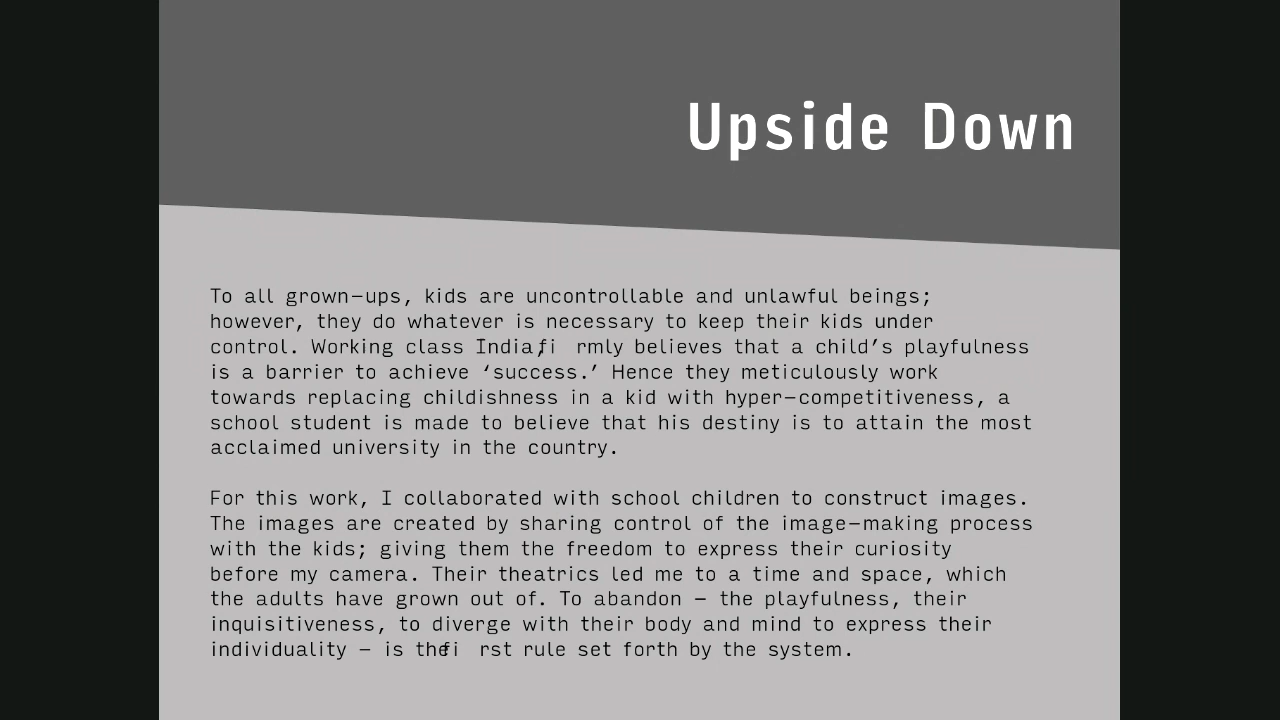 Upside Down
To all grown-ups, kids are uncontrollable and unlawful beings;
however, they do whatever is necessary to keep their kids under
control. Working class India, firmly believes that a child’s playfulness
is a barrier to achieve ‘success.’ Hence they meticulously work
towards replacing childishness in a kid with hyper-competitiveness, a
school student is made to believe that his destiny is to attain the most
acclaimed university in the country.
For this work, I collaborated with school children to construct images.
The images are created by sharing control of the image-making process
with the kids; giving them the freedom to express their curiosity
before my camera. Their theatrics led me to a time and space, which
the adults have grown out of. To abandon – the playfulness, their
inquisitiveness, to diverge with their body and mind to express their
individuality – is the first rule set forth by the system.